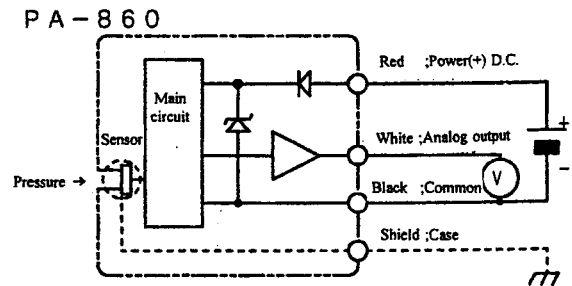 PA-860
Red ;Power(+) D.C.
Main
circuit
+
Sensor
White ;Analog output
Pressure →
V
−
Black ;Common
Shield ;Case